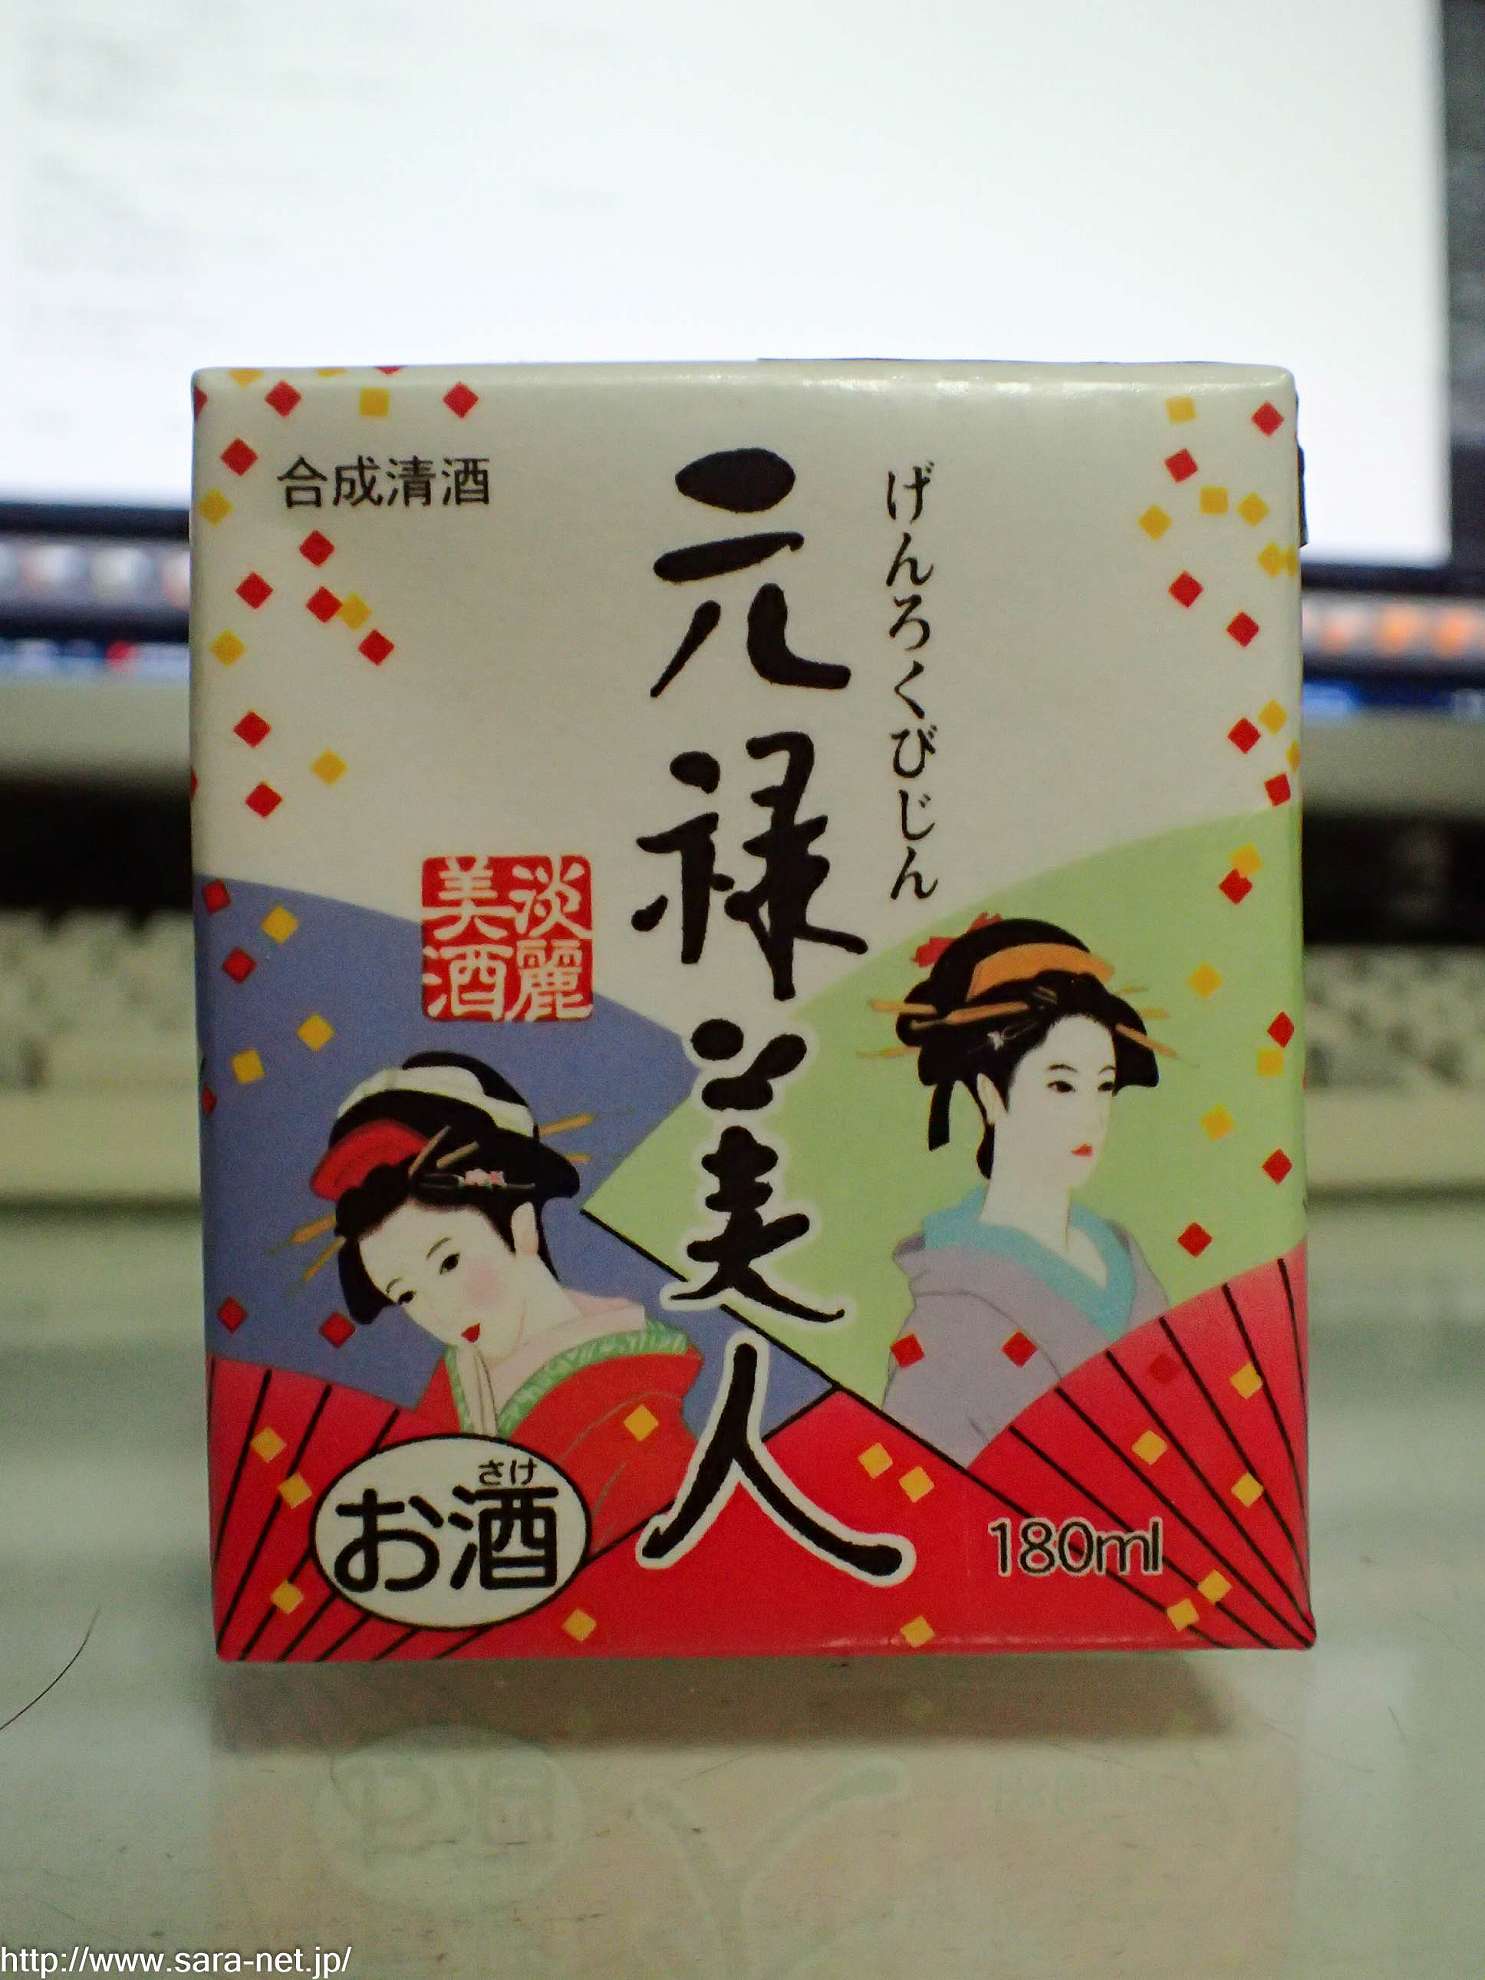 合成清酒
元禄美人
げんろくびじん
淡麗
美酒
さけ
お酒
180ml
http://www.sara-net.jp/